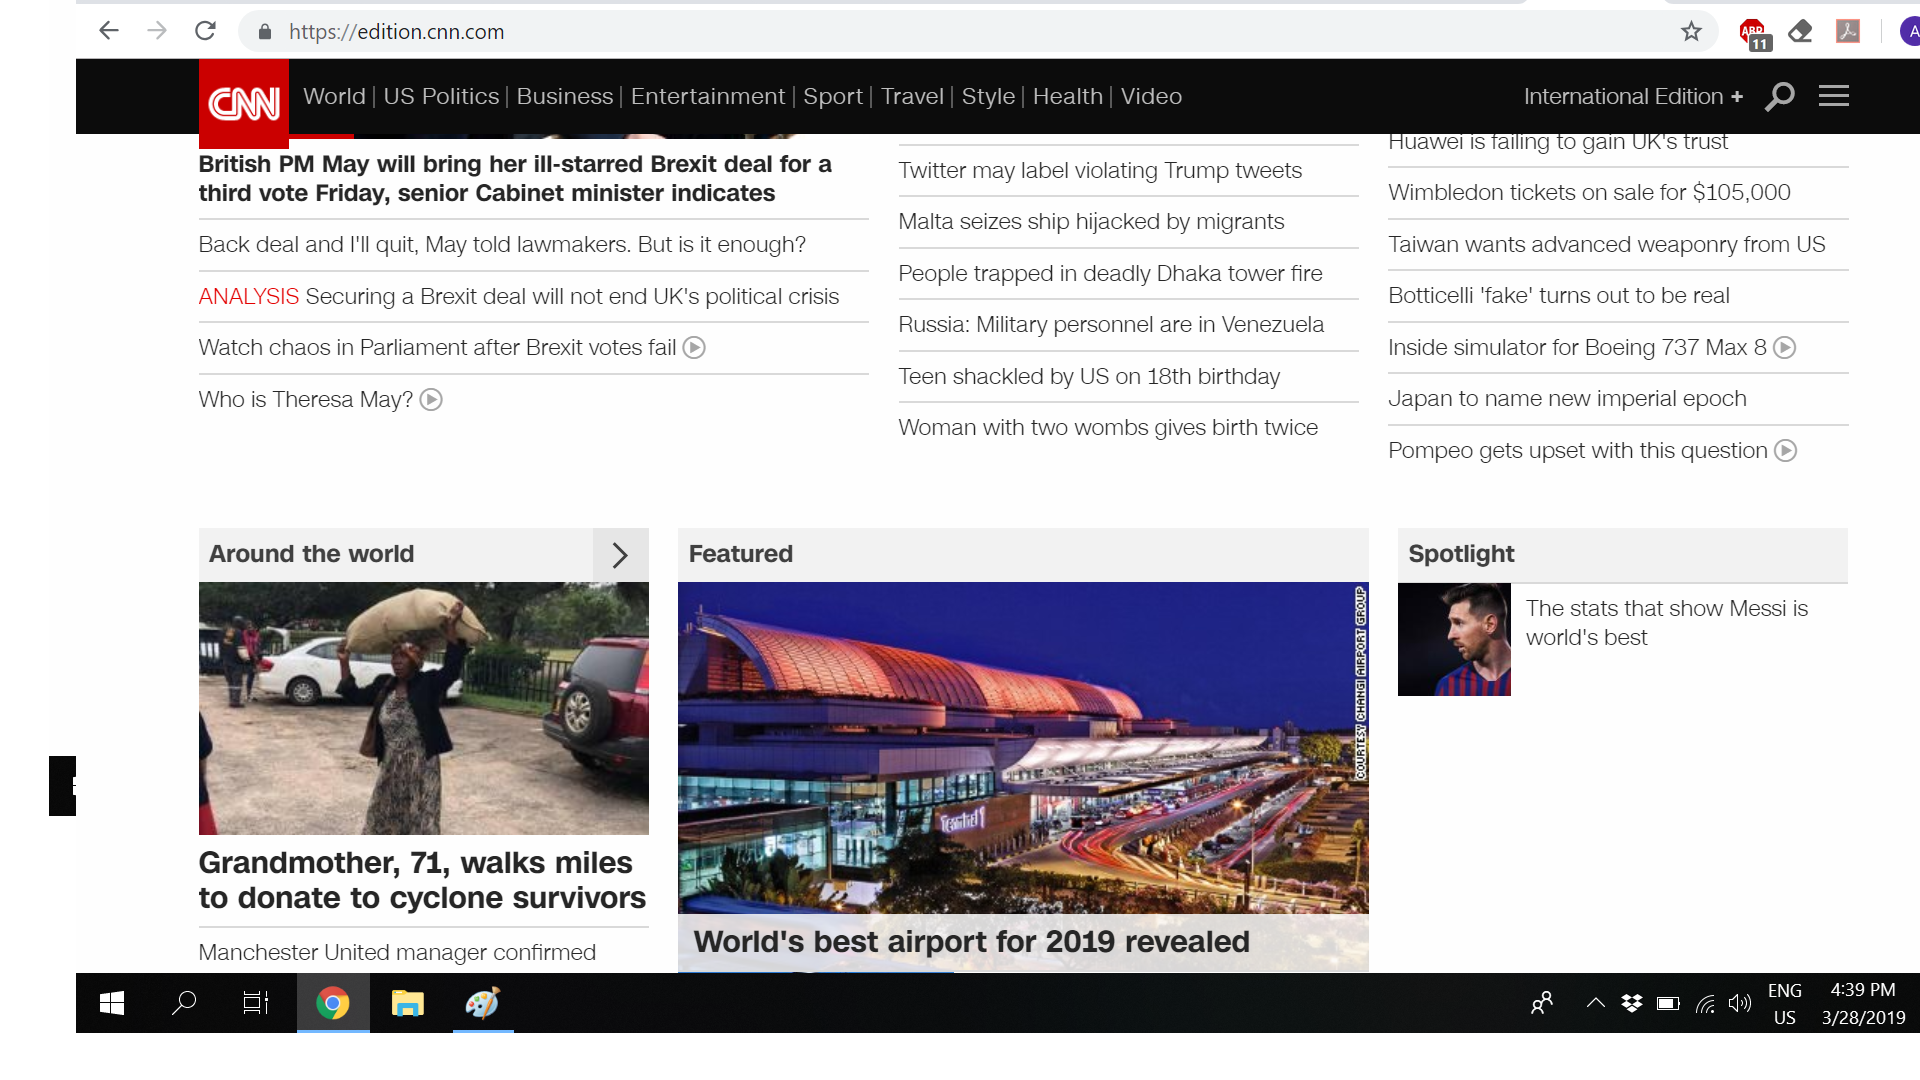 https://edition.cnn.com
ABP
11
A
CNN
World | US Politics | Business | Entertainment | Sport | Travel | Style | Health | Video
International Edition +
British PM May will bring her ill-starred Brexit deal for a
third vote Friday, senior Cabinet minister indicates
Back deal and I'll quit, May told lawmakers. But is it enough?
ANALYSIS Securing a Brexit deal will not end UK's political crisis
Watch chaos in Parliament after Brexit votes fail
Who is Theresa May?
Twitter may label violating Trump tweets
Malta seizes ship hijacked by migrants
People trapped in deadly Dhaka tower fire
Russia: Military personnel are in Venezuela
Teen shackled by US on 18th birthday
Woman with two wombs gives birth twice
Huawei is failing to gain UK's trust
Wimbledon tickets on sale for $105,000
Taiwan wants advanced weaponry from US
Botticelli 'fake' turns out to be real
Inside simulator for Boeing 737 Max 8
Japan to name new imperial epoch
Pompeo gets upset with this question
Around the world
Grandmother, 71, walks miles
to donate to cyclone survivors
Manchester United manager confirmed
Featured
COURTESY CHANGI AIRPORT GROUP
Terminal 1
World's best airport for 2019 revealed
Spotlight
The stats that show Messi is
world's best
ENG
US
4:39 PM
3/28/2019